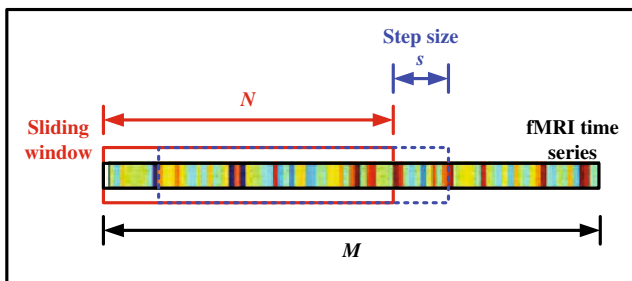 Step size
s
N
Sliding
window
fMRI time
series
M